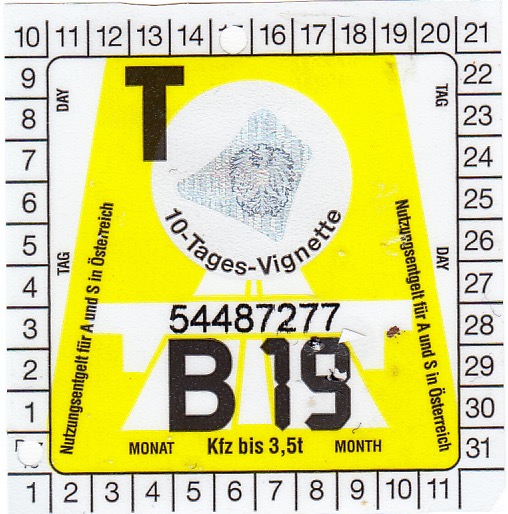 10 11 12 13 14 16 17 18 19 20 21
9 22
8 23
7 24
6 25
5 26
4 27
3 28
2 29
1 30
31
1 2 3 4 5 6 7 8 9 10 11
DAY
TAG
T
10-Tages-Vignette
TAG
DAY
Nutzungsentgelt für A und S in Österreich
Nutzungsentgelt für A und S in Österreich
54487277
B 19
MONAT Kfz bis 3,5t MONTH